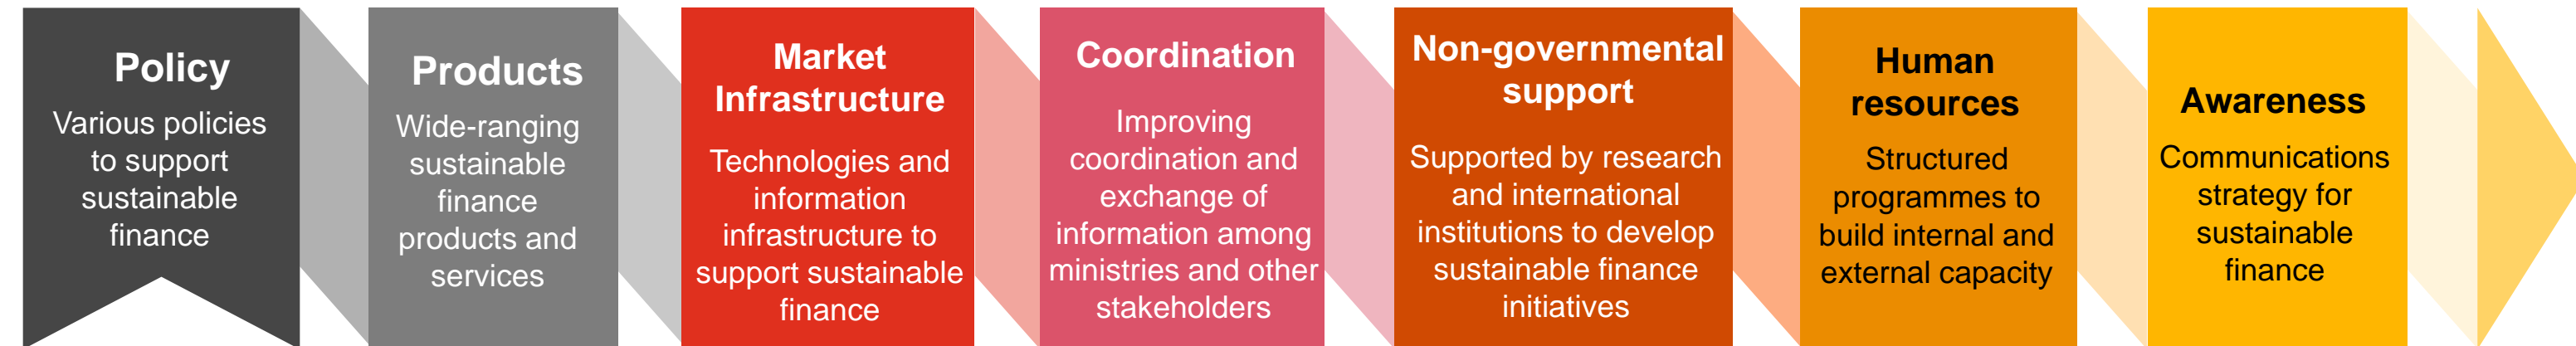 Policy
Various policies
to support
sustainable
finance
Products
Wide-ranging
sustainable
finance
products and
services
Market
Infrastructure
Technologies and
information
infrastructure to
support sustainable
finance
Coordination
Improving
coordination and
exchange of
information among
ministries and other
stakeholders
Non-governmental
support
Supported by research
and international
institutions to develop
sustainable finance
initiatives
Human
resources
Structured
programmes to
build internal and
external capacity
Awareness
Communications
strategy for
sustainable
finance